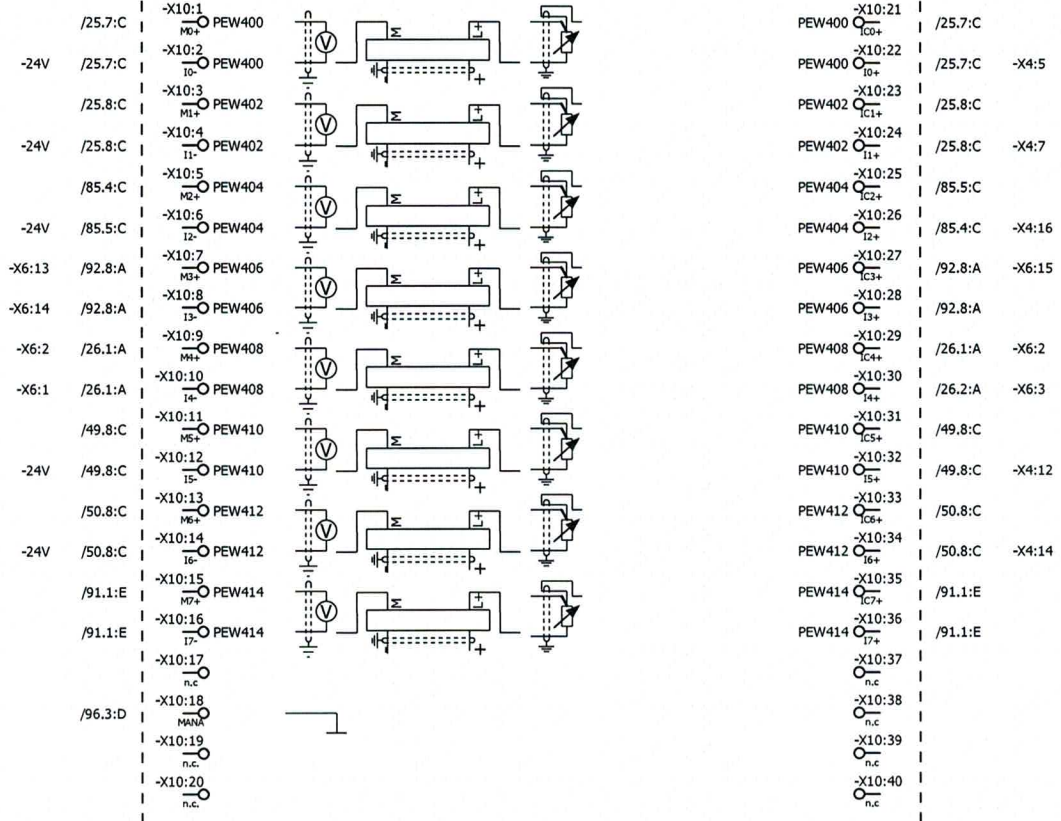 -X10:1 -X10:21
/25.7:C M0+ PEW400 V M L+ PEW400 IC0+ /25.7:C
-X10:2 -X10:22
-24V /25.7:C I0- PEW400 PEW400 I0+ /25.7:C -X4:5
-X10:3 -X10:23
/25.8:C M1+ PEW402 V M L+ PEW402 IC1+ /25.8:C
-X10:4 -X10:24
-24V /25.8:C I1- PEW402 PEW402 I1+ /25.8:C -X4:7
-X10:5 -X10:25
/85.4:C M2+ PEW404 V M L+ PEW404 IC2+ /85.5:C
-X10:6 -X10:26
-24V /85.5:C I2- PEW404 PEW404 I2+ /85.4:C -X4:16
-X10:7 -X10:27
-X6:13 /92.8:A M3+ PEW406 V M L+ PEW406 IC3+ /92.8:A -X6:15
-X10:8 -X10:28
-X6:14 /92.8:A I3- PEW406 PEW406 I3+ /92.8:A
-X10:9 -X10:29
-X6:2 /26.1:A M4+ PEW408 V M L+ PEW408 IC4+ /26.1:A -X6:2
-X10:10 -X10:30
-X6:1 /26.1:A I4- PEW408 PEW408 I4+ /26.2:A -X6:3
-X10:11 -X10:31
/49.8:C M5+ PEW410 V M L+ PEW410 IC5+ /49.8:C
-X10:12 -X10:32
-24V /49.8:C I5- PEW410 PEW410 I5+ /49.8:C -X4:12
-X10:13 -X10:33
/50.8:C M6+ PEW412 V M L+ PEW412 IC6+ /50.8:C
-X10:14 -X10:34
-24V /50.8:C I6- PEW412 PEW412 I6+ /50.8:C -X4:14
-X10:15 -X10:35
/91.1:E M7+ PEW414 V M L+ PEW414 IC7+ /91.1:E
-X10:16 -X10:36
/91.1:E I7- PEW414 PEW414 I7+ /91.1:E
-X10:17 -X10:37
n.c n.c
-X10:18 -X10:38
/96.3:D MANA n.c
-X10:19 -X10:39
n.c. n.c
-X10:20 -X10:40
n.c. n.c